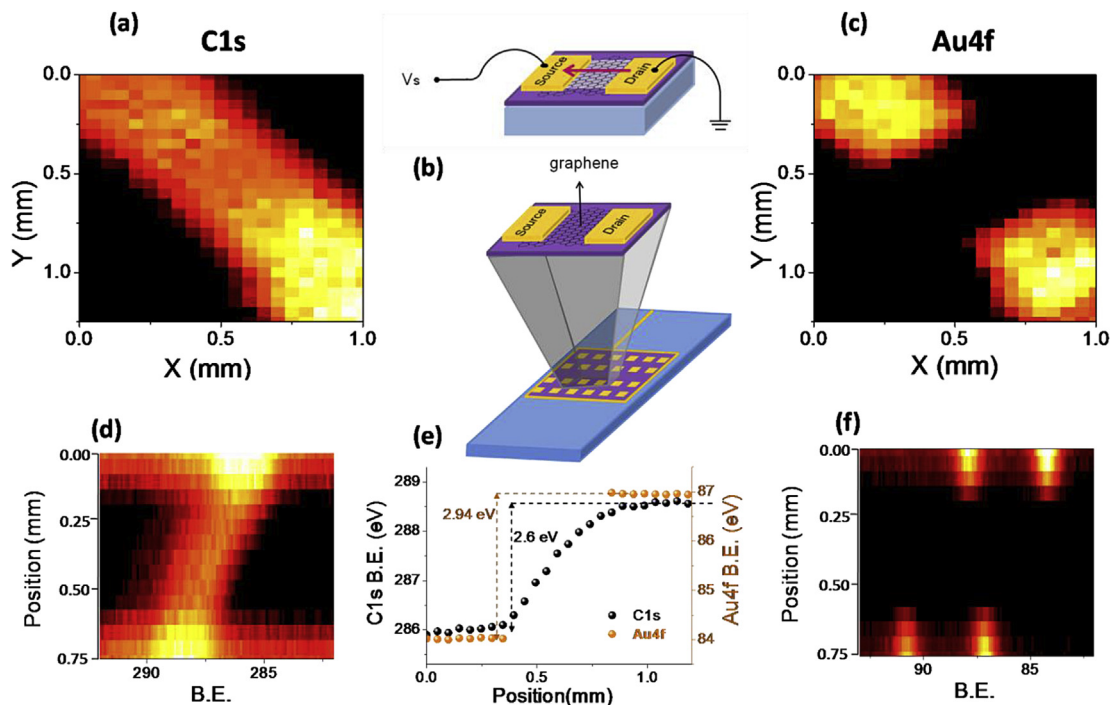 (a)
C1s
0.0
0.5
1.0
Y (mm)
0.0
0.5
1.0
X (mm)
Vs
Source
Drain
(b)
graphene
Source
Drain
(c)
Au4f
0.0
0.5
1.0
Y (mm)
0.0
0.5
1.0
X (mm)
(d)
0.00
0.25
0.50
0.75
Position (mm)
290
285
B.E.
(e)
289
288
287
286
C1s B.E. (eV)
2.94 eV
2.6 eV
C1s
Au4f
87
86
85
84
Au4f B.E. (eV)
0.0
0.5
1.0
Position(mm)
(f)
0.00
0.25
0.50
0.75
Position (mm)
90
85
B.E.